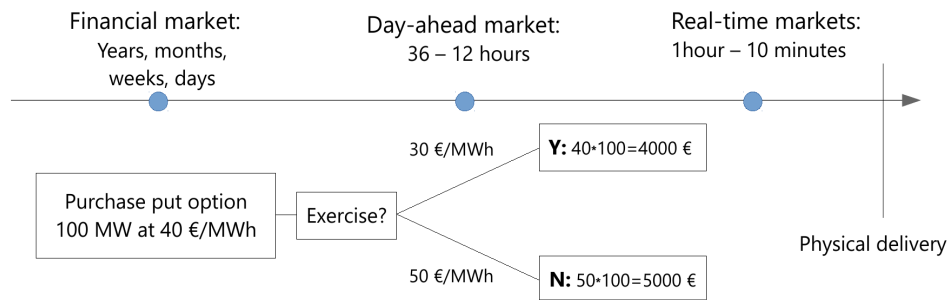 Financial market:
Years, months,
weeks, days
Day-ahead market:
36 – 12 hours
Real-time markets:
1hour – 10 minutes
Purchase put option
100 MW at 40 €/MWh
Exercise?
30 €/MWh
Y: 40*100=4000 €
50 €/MWh
N: 50*100=5000 €
Physical delivery